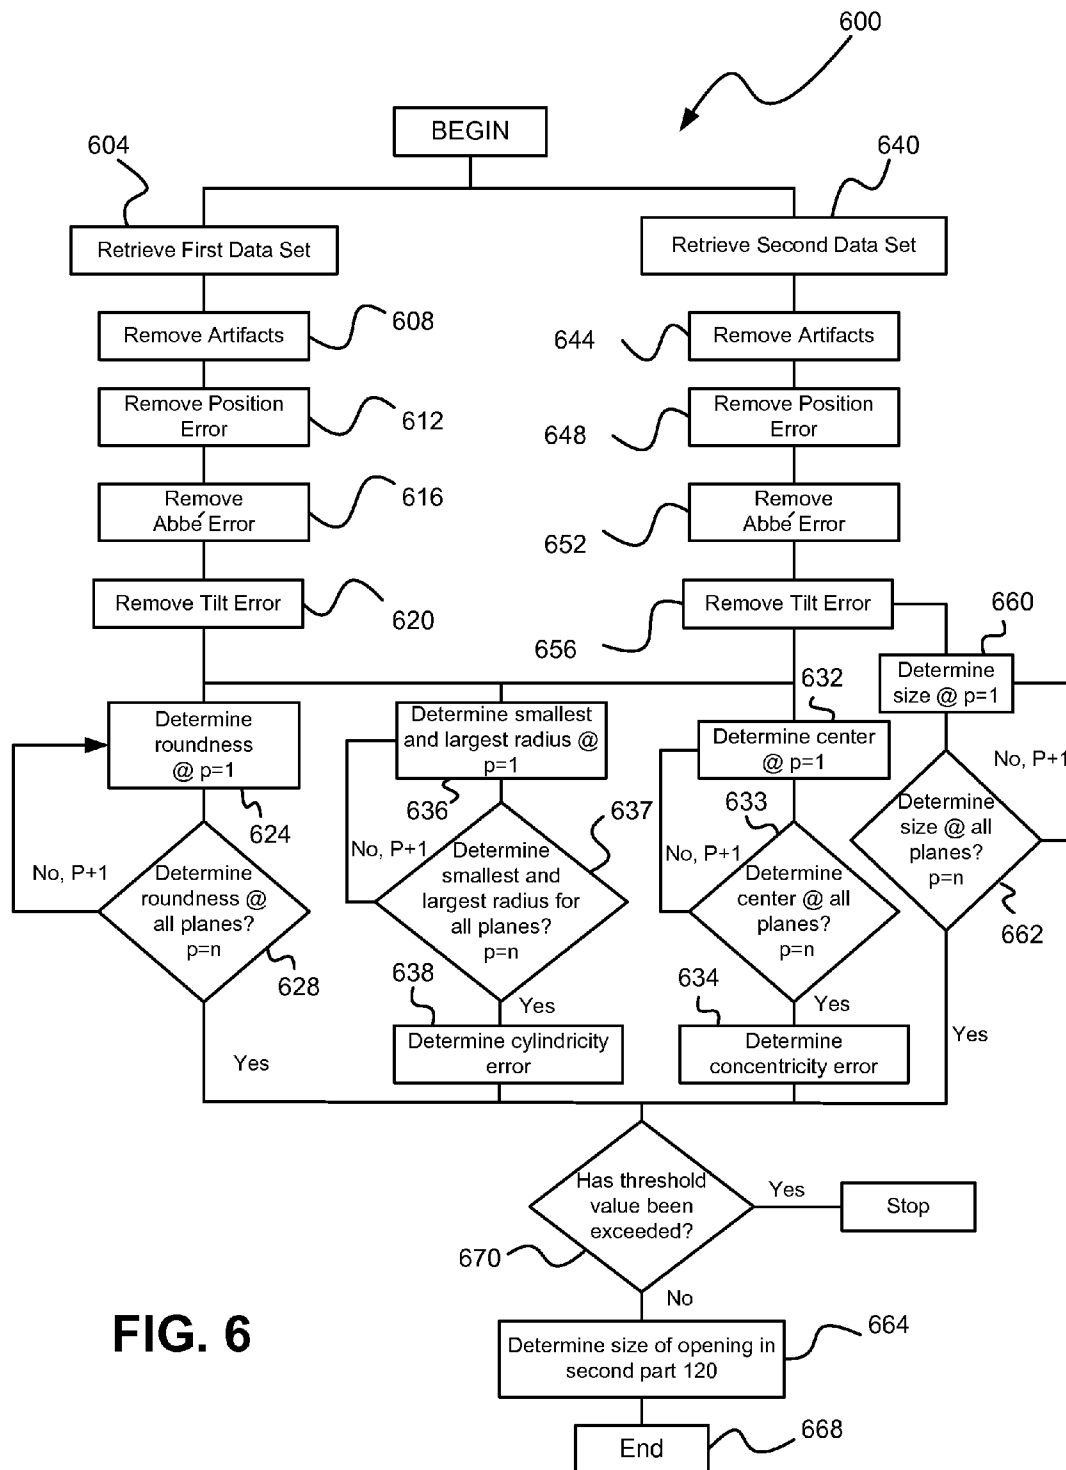 600
BEGIN
604
640
Retrieve First Data Set
Retrieve Second Data Set
Remove Artifacts
608
644
Remove Artifacts
Remove Position
Error
612
648
Remove Position
Error
Remove
Abbé Error
616
652
Remove
Abbé Error
Remove Tilt Error
620
656
Remove Tilt Error
660
Determine
size @ p=1
632
Determine
roundness
@ p=1
Determine smallest
and largest radius @
p=1
Determine center
@ p=1
No, P+1
624
636
637
633
Determine
size @ all
planes?
p=n
662
No, P+1
Determine
roundness @
all planes?
p=n
628
No, P+1
Determine
smallest and
largest radius for
all planes?
p=n
No, P+1
Determine
center @ all
planes?
p=n
638
Yes
634
Yes
Yes
Yes
Determine cylindricity
error
Determine
concentricity error
Has threshold
value been
exceeded?
Yes
Stop
670
No
FIG. 6
Determine size of opening in
second part 120
664
End
668